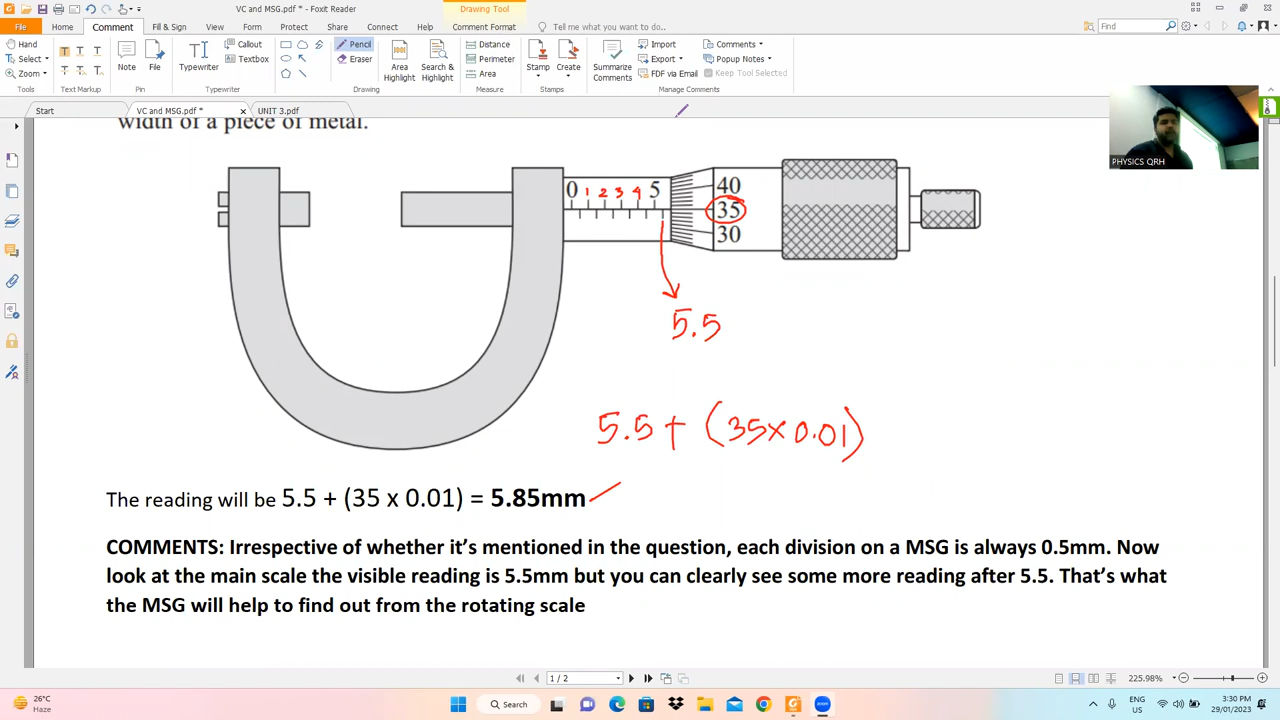 VC and MSG.pdf * - Foxit Reader
Drawing Tool
File
Home
Comment
View
Form
Protect
Share
Connect
Help
Comment Format
Tell me what you want to do...
Find
Hand
Select
Zoom
Tools
Text Markup
Note
File
Pin
Typewriter
Callout
Textbox
Typewriter
Pencil
Eraser
Area Highlight
Search & Highlight
Drawing
Distance
Perimeter
Area
Measure
Stamp
Create
Stamps
Summarize Comments
Import
Export
FDF via Email
Comments
Popup Notes
Keep Tool Selected
Manage Comments
Start
VC and MSG.pdf *
UNIT 3.pdf
PHYSICS QRH
width of a piece of metal.
0 1 2 3 4 5
40
35
30
5.5
5.5 + (35 x 0.01)
The reading will be 5.5 + (35 x 0.01) = 5.85mm
COMMENTS: Irrespective of whether it’s mentioned in the question, each division on a MSG is always 0.5mm. Now
look at the main scale the visible reading is 5.5mm but you can clearly see some more reading after 5.5. That’s what
the MSG will help to find out from the rotating scale
1 / 2
225.98%
26°C
Haze
Search
ENG
US
3:30 PM
29/01/2023